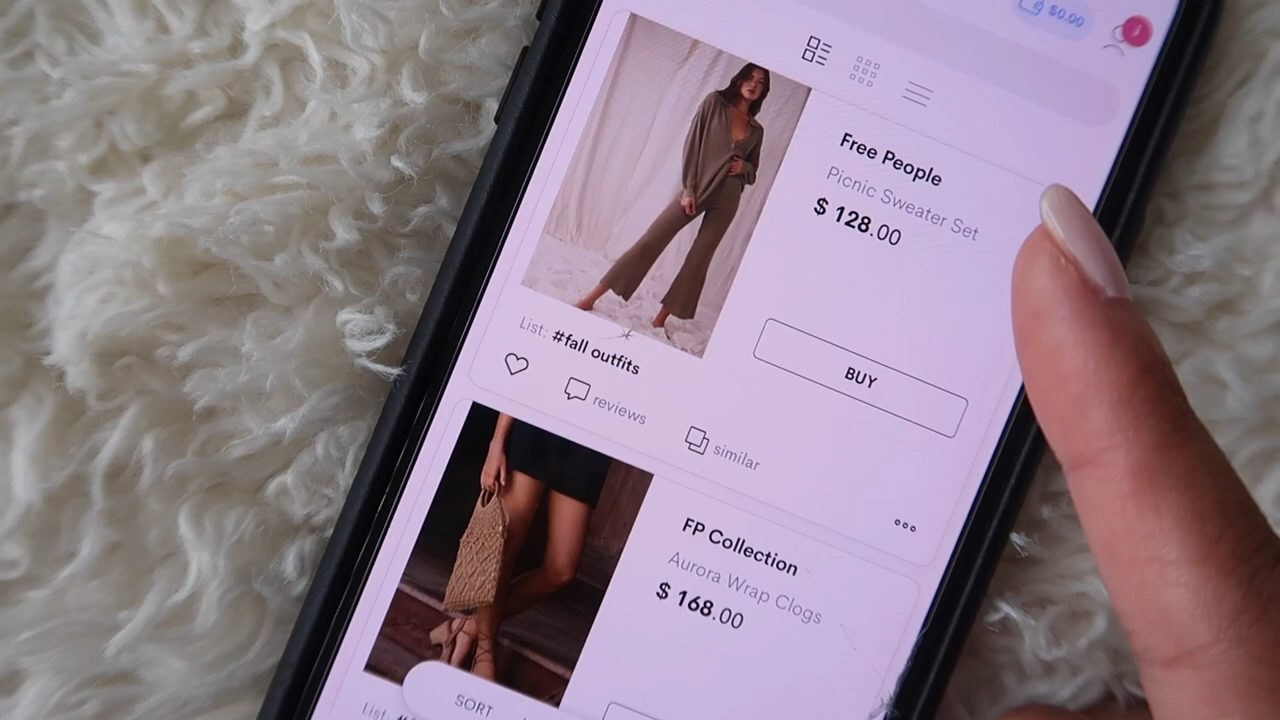 $0.00
Free People
Picnic Sweater Set
$ 128.00
BUY
List: #fall outfits
reviews
similar
FP Collection
Aurora Wrap Clogs
$ 168.00
SORT
List: #